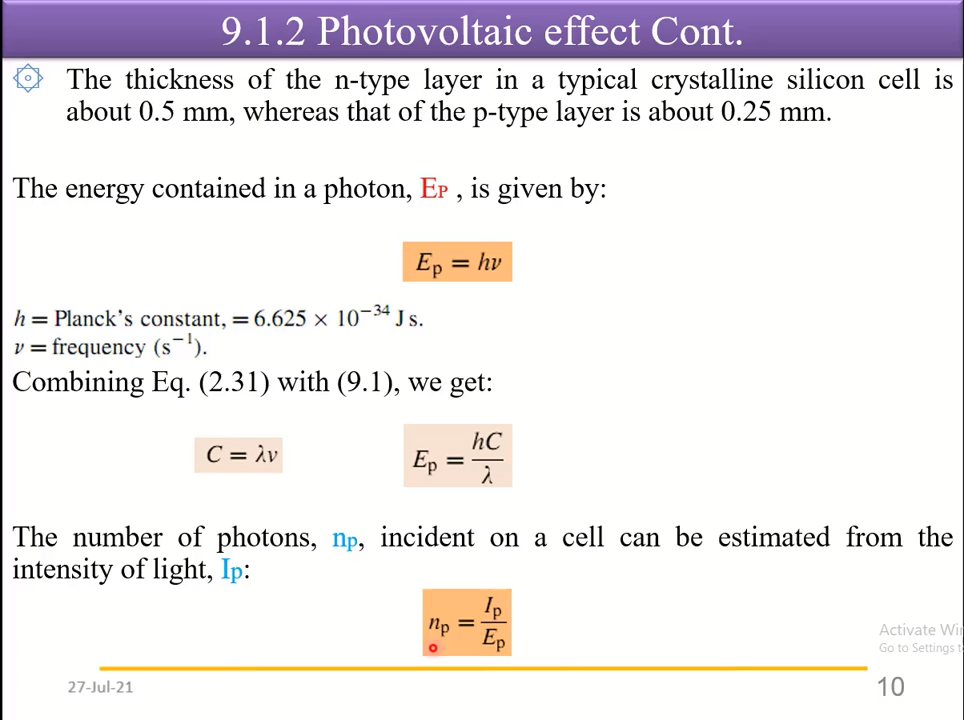 9.1.2 Photovoltaic effect Cont.
The thickness of the n-type layer in a typical crystalline silicon cell is
about 0.5 mm, whereas that of the p-type layer is about 0.25 mm.
The energy contained in a photon, EP , is given by:
Ep = hν
h = Planck's constant, = 6.625 × 10⁻³⁴ J s.
ν = frequency (s⁻¹).
Combining Eq. (2.31) with (9.1), we get:
C = λν
Ep = hC/λ
The number of photons, np, incident on a cell can be estimated from the
intensity of light, Ip:
np = Ip/Ep
Activate Win
Go to Settings t
27-Jul-21
10